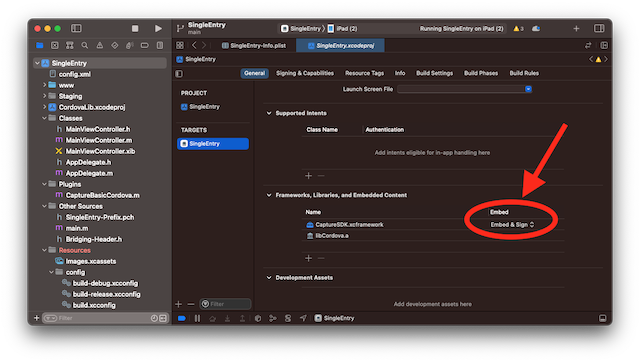 SingleEntry
main
SingleEntry
iPad (2)
Running SingleEntry on iPad (2)
3
SingleEntry-Info.plist
SingleEntry.xcodeproj
SingleEntry
SingleEntry
General
Signing & Capabilities
Resource Tags
Info
Build Settings
Build Phases
Build Rules
config.xml
www
Staging
CordovaLib.xcodeproj
Classes
MainViewController.h
MainViewController.m
MainViewController.xib
AppDelegate.h
AppDelegate.m
Plugins
CaptureBasicCordova.m
Other Sources
SingleEntry-Prefix.pch
main.m
Bridging-Header.h
Resources
Images.xcassets
config
build-debug.xcconfig
build-release.xcconfig
build.xcconfig
Filter
PROJECT
SingleEntry
TARGETS
SingleEntry
Filter
Launch Screen File
Supported Intents
Class Name
Authentication
Add intents eligible for in-app handling here
Frameworks, Libraries, and Embedded Content
Name
Embed
CaptureSDK.xcframework
Embed & Sign
libCordova.a
Development Assets
Add development assets here
SingleEntry